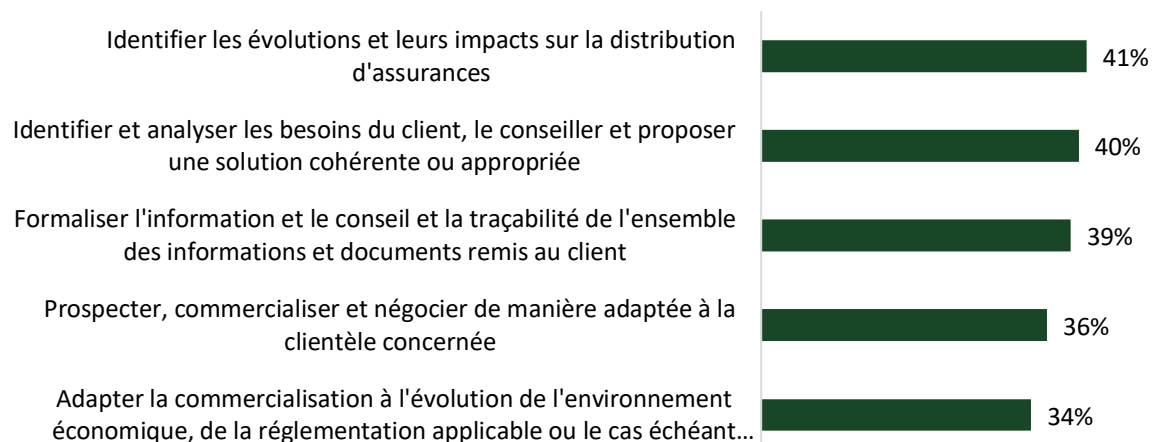 Identifier les évolutions et leurs impacts sur la distribution
d'assurances
41%
Identifier et analyser les besoins du client, le conseiller et proposer
une solution cohérente ou appropriée
40%
Formaliser l'information et le conseil et la traçabilité de l'ensemble
des informations et documents remis au client
39%
Prospecter, commercialiser et négocier de manière adaptée à la
clientèle concernée
36%
Adapter la commercialisation à l'évolution de l'environnement
économique, de la réglementation applicable ou le cas échéant…
34%